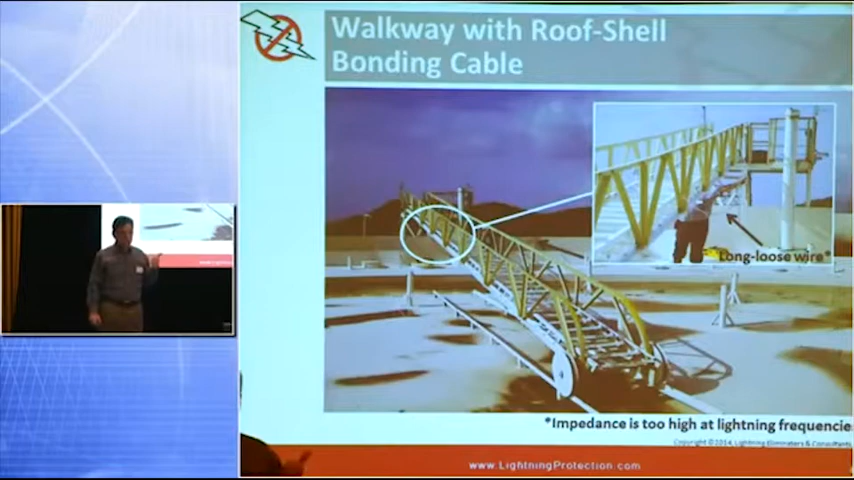 Walkway with Roof-Shell
Bonding Cable
Long-loose wire*
*Impedance is too high at lightning frequencie
Copyright ©2014, Lightning Eliminators & Consultants
www.LightningProtection.com